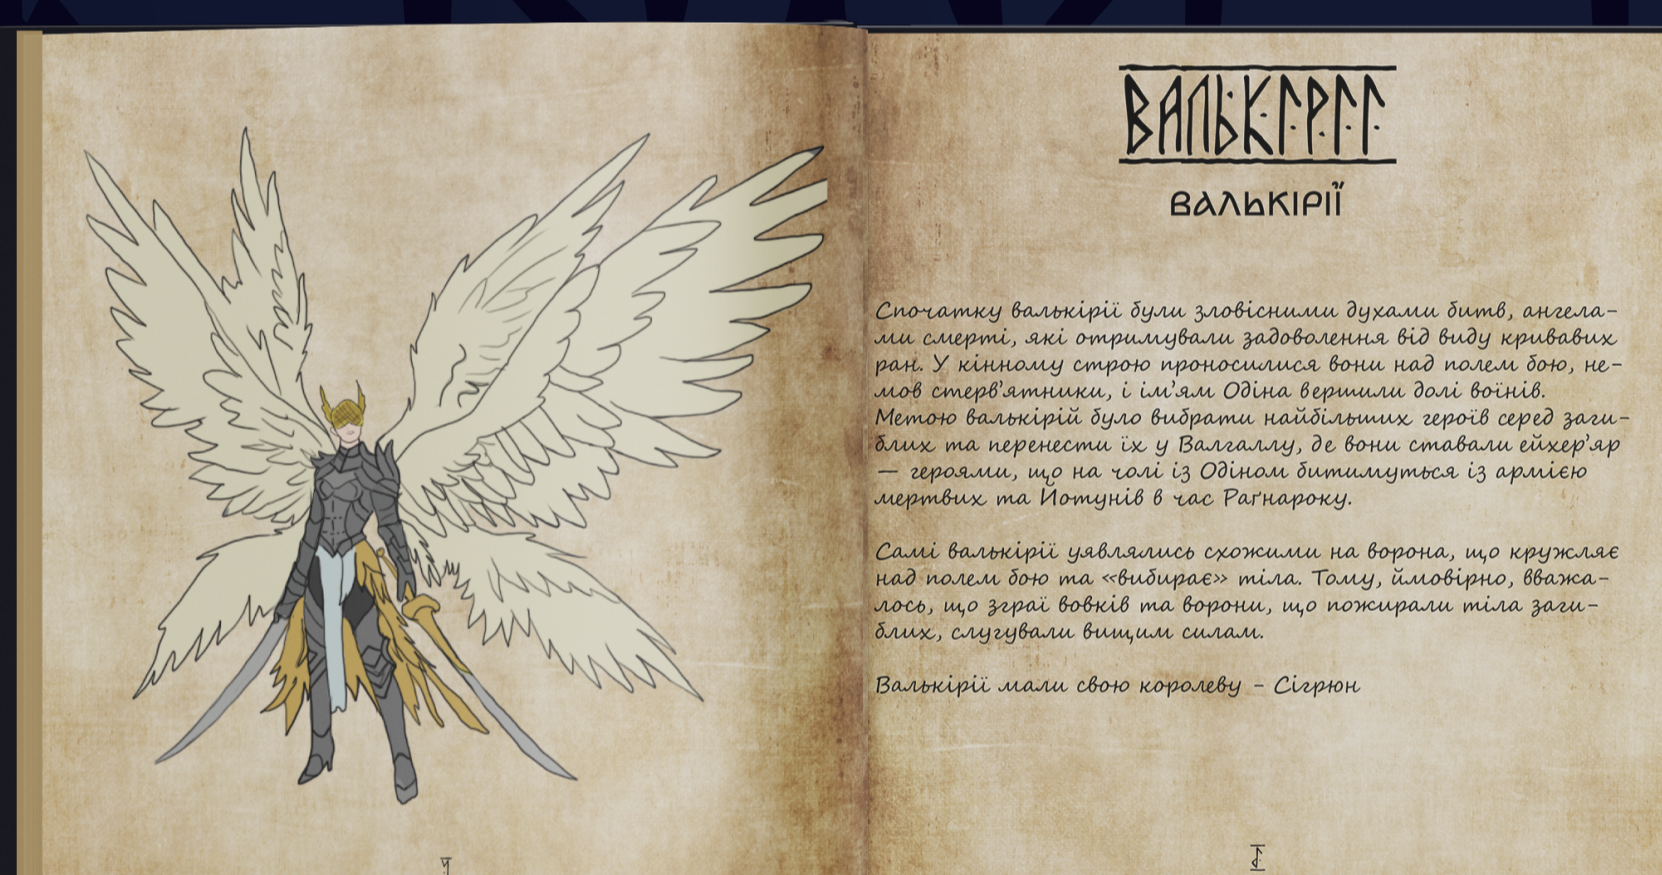 ВАЛЬКІРІЇ
ВАЛЬКІРІЇ
Спочатку валькірії були зловісними духами битв, ангела-
ми смерті, які отримували задоволення від виду кривавих
ран. У кінному строю проносилися вони над полем бою, не-
мов стерв'ятники, і ім'ям Одіна вершили долі воїнів.
Метою валькірій було вибрати найбільших героїв серед заги-
блих та перенести їх у Валгаллу, де вони ставали ейхер'яр
— героями, що на чолі із Одіном битимуться із армією
мертвих та Йотунів в час Раґнароку.
Самі валькірії уявлялись схожими на ворона, що кружляє
над полем бою та «вибирає» тіла. Тому, ймовірно, вважа-
лось, що зграї вовків та ворони, що пожирали тіла заги-
блих, слугували вищим силам.
Валькірії мали свою королеву - Сігрюн